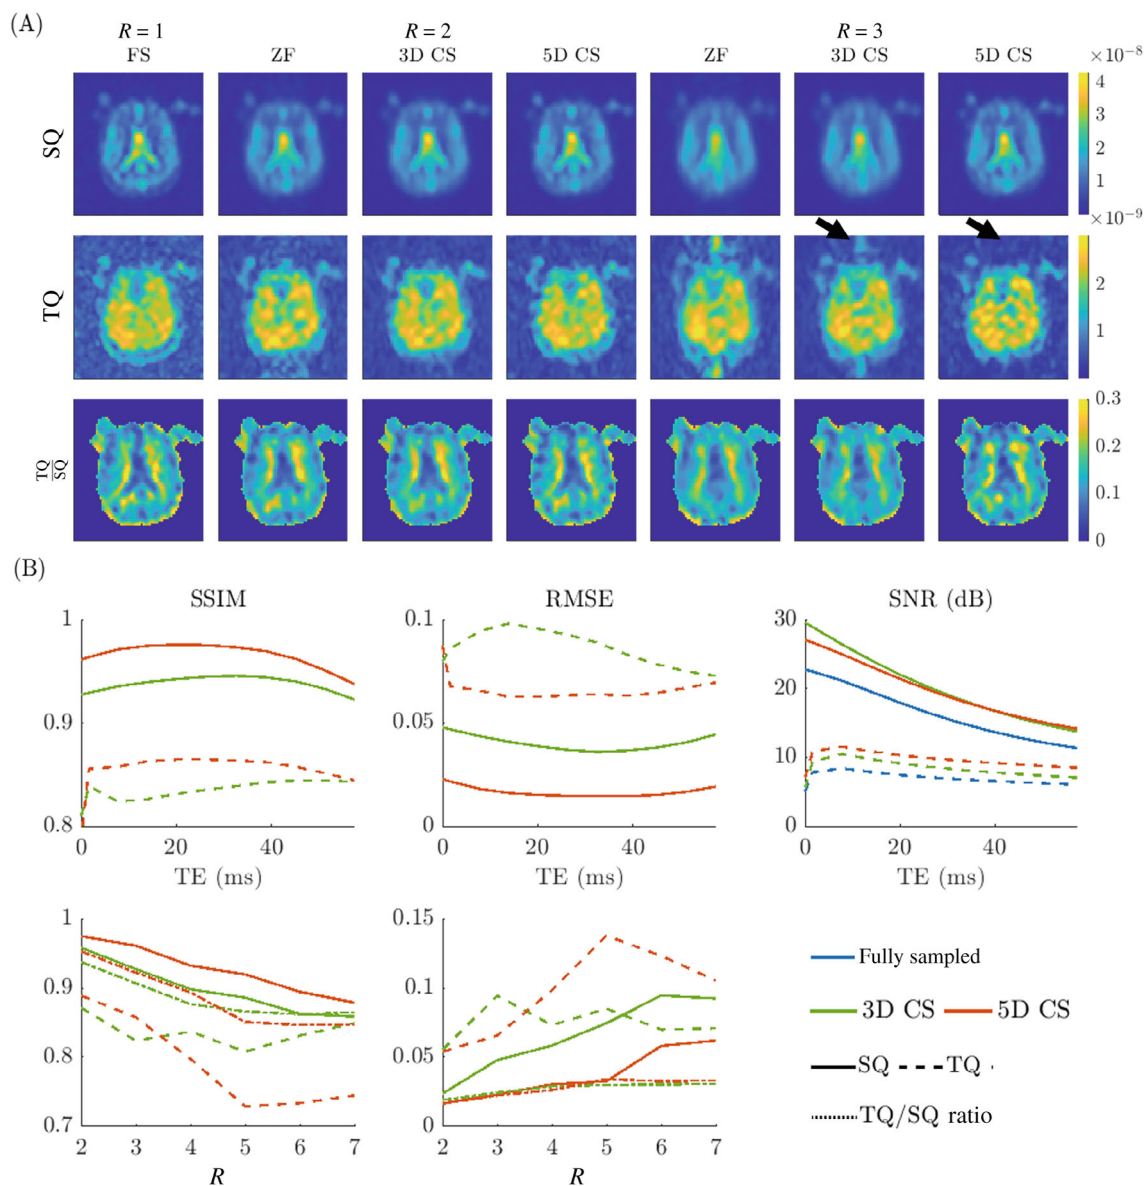 (A)
R = 1 R = 2 R = 3
FS ZF 3D CS 5D CS ZF 3D CS 5D CS
×10⁻⁸
SQ
4
3
2
1
×10⁻⁹
TQ
2
1
TQ/SQ
0.3
0.2
0.1
0
(B)
SSIM
1
0.9
0.8
0 20 40
TE (ms)
RMSE
0.1
0.05
0
0 20 40
TE (ms)
SNR (dB)
30
20
10
0
0 20 40
TE (ms)
1
0.9
0.8
0.7
2 3 4 5 6 7
R
0.15
0.1
0.05
0
2 3 4 5 6 7
R
Fully sampled
3D CS 5D CS
SQ TQ
TQ/SQ ratio